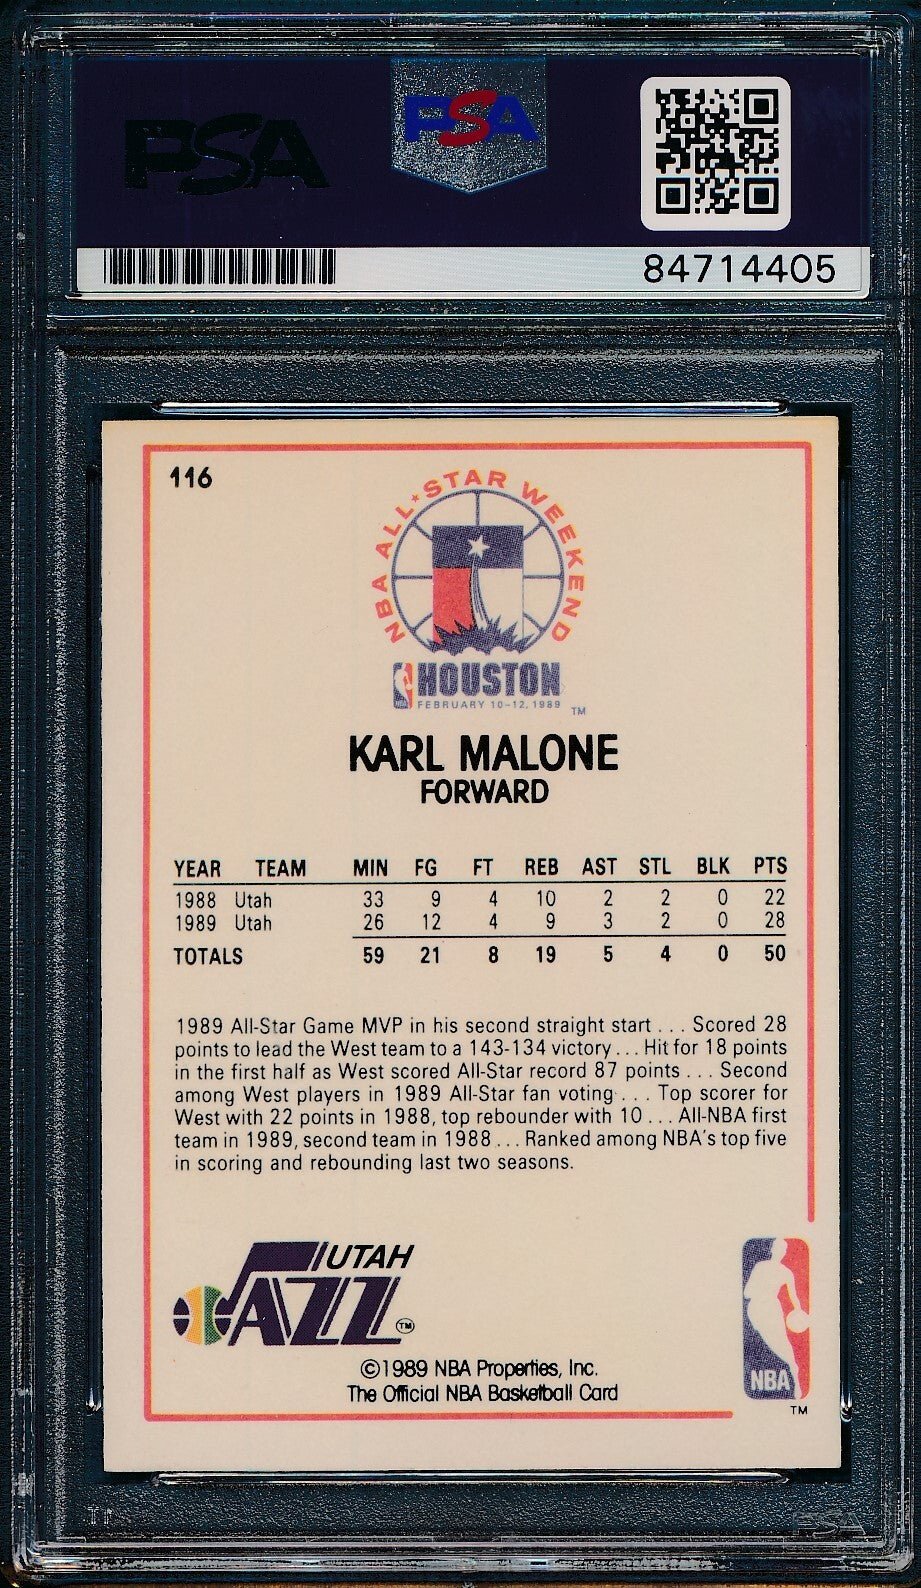 PSA
PSA
84714405
116
NBA ALL★STAR WEEKEND
NBA
HOUSTON
FEBRUARY 10-12, 1989
TM
KARL MALONE
FORWARD
YEAR TEAM MIN FG FT REB AST STL BLK PTS
1988 Utah 33 9 4 10 2 2 0 22
1989 Utah 26 12 4 9 3 2 0 28
TOTALS 59 21 8 19 5 4 0 50
1989 All-Star Game MVP in his second straight start . . . Scored 28
points to lead the West team to a 143-134 victory . . . Hit for 18 points
in the first half as West scored All-Star record 87 points . . . Second
among West players in 1989 All-Star fan voting . . . Top scorer for
West with 22 points in 1988, top rebounder with 10 . . . All-NBA first
team in 1989, second team in 1988 . . . Ranked among NBA's top five
in scoring and rebounding last two seasons.
UTAH
JAZZ
TM
©1989 NBA Properties, Inc.
The Official NBA Basketball Card
NBA
TM
PSA